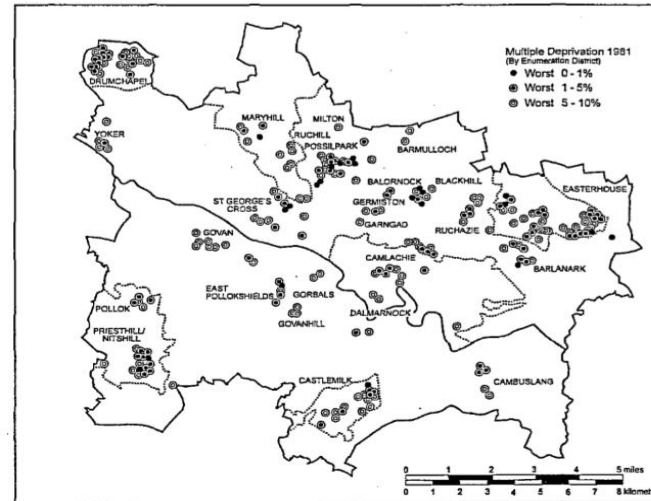 Multiple Deprivation 1981
(By Enumeration District)
Worst 0 - 1%
Worst 1 - 5%
Worst 5 - 10%
DRUMCHAPEL
YOKER
MARYHILL
MILTON
RUCHILL
POSSILPARK
BARMULLOCH
BALORNOCK
BLACKHILL
EASTERHOUSE
ST GEORGE'S
CROSS
GERMISTON
GARNGAD
RUCHAZIE
GOVAN
CAMLACHIE
BARLANARK
EAST
POLLOKSHIELDS
GORBALS
POLLOK
GOVANHILL
DALMARNOCK
PRIESTHILL/
NITSHILL
CASTLEMILK
CAMBUSLANG
0 1 2 3 4 5 miles
0 1 2 3 4 5 6 7 8 kilomet